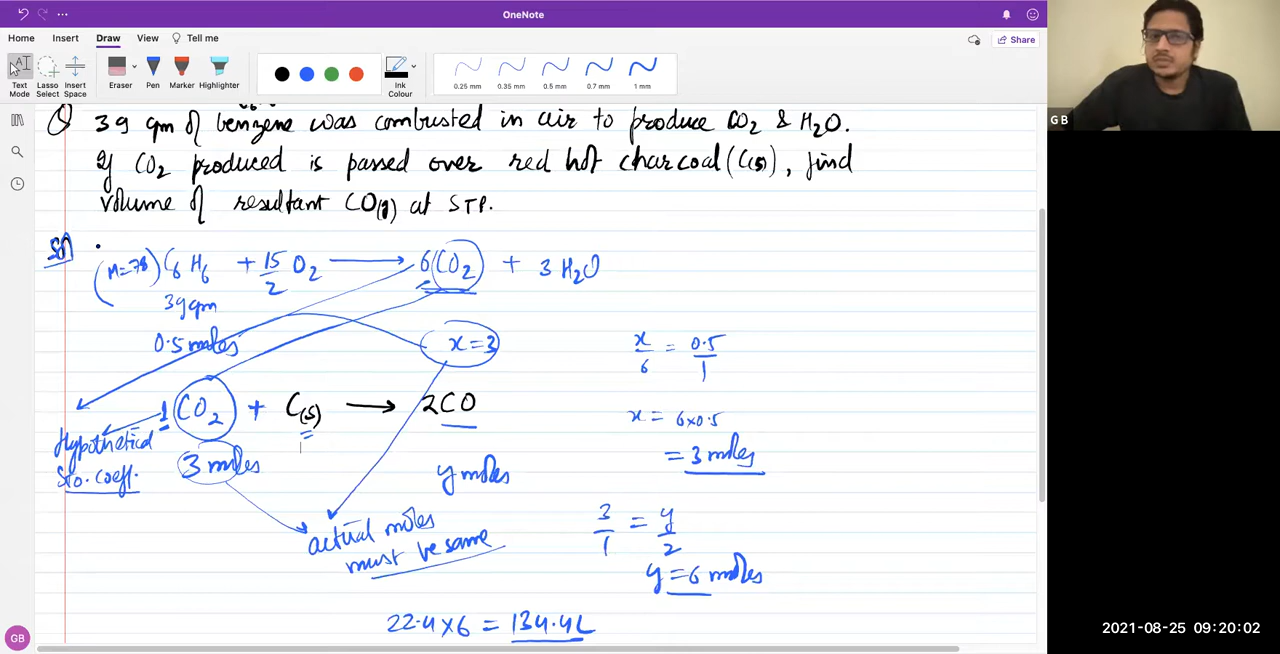 OneNote
Home Insert Draw View Tell me
Share
Text Mode
Lasso Select
Insert Space
Eraser
Pen
Marker
Highlighter
Ink Colour
0.25 mm
0.35 mm
0.5 mm
0.7 mm
1 mm
GB
Q 39 gm of benzene was combusted in air to produce CO2 & H2O.
If CO2 produced is passed over red hot charcoal (C(s)), find
volume of resultant CO(g) at STP.
Sol
(M=78) C6H6 + 15/2 O2 → 6CO2 + 3H2O
39gm
0.5 moles
x=3
x/6 = 0.5/1
1CO2 + C(s) → 2CO
x = 6×0.5
= 3 moles
Hypothetical
Sto. coeff.
3 moles
y moles
actual moles
must be same
3/1 = y/2
y=6 moles
22.4×6 = 134.4L
GB
2021-08-25 09:20:02